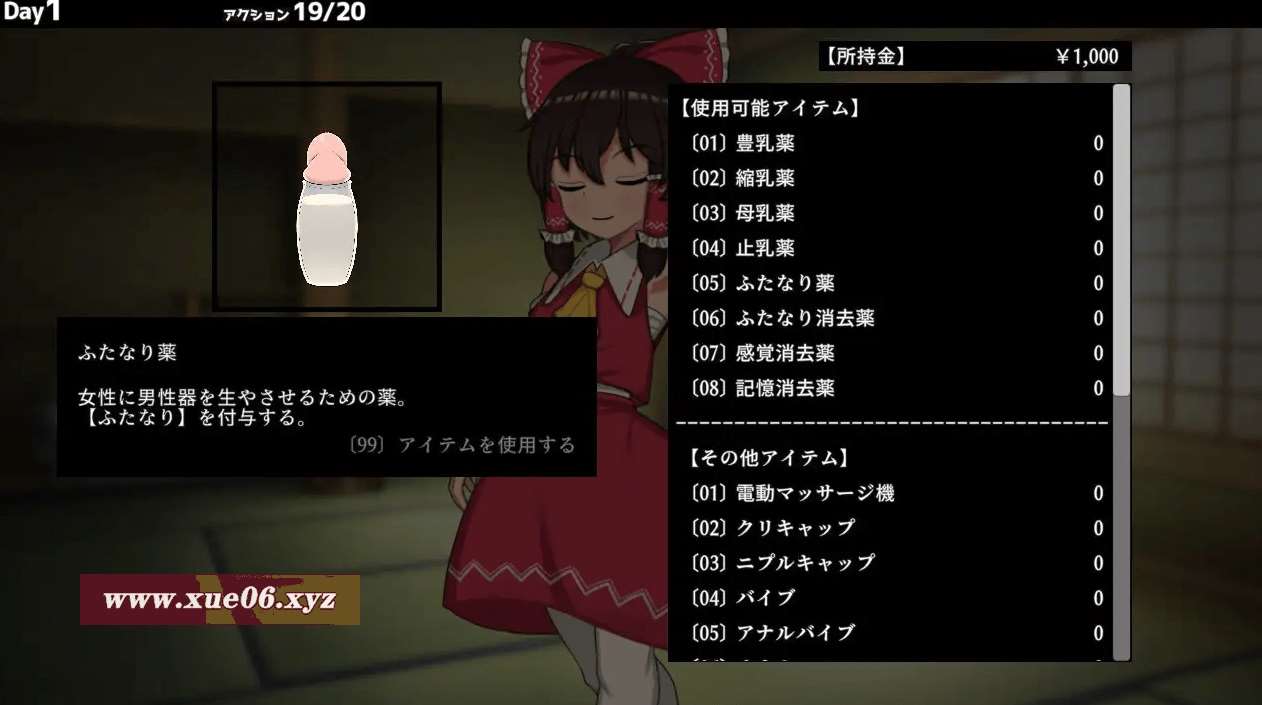 Day1
アクション 19/20
【所持金】 ￥1,000
【使用可能アイテム】
〔01〕豊乳薬 0
〔02〕縮乳薬 0
〔03〕母乳薬 0
〔04〕止乳薬 0
〔05〕ふたなり薬 0
〔06〕ふたなり消去薬 0
〔07〕感覚消去薬 0
〔08〕記憶消去薬 0
【その他アイテム】
〔01〕電動マッサージ機 0
〔02〕クリキャップ 0
〔03〕ニプルキャップ 0
〔04〕バイブ 0
〔05〕アナルバイブ 0
ふたなり薬
女性に男性器を生やさせるための薬。
【ふたなり】を付与する。
〔99〕アイテムを使用する
www.xue06.xyz